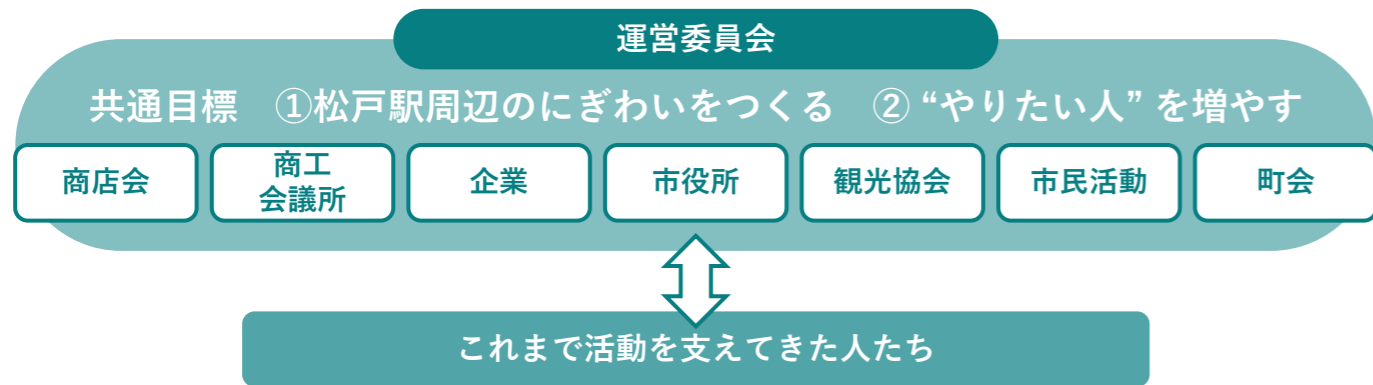 運営委員会
共通目標　①松戸駅周辺のにぎわいをつくる　② “やりたい人” を増やす
商店会
商工
会議所
企業
市役所
観光協会
市民活動
町会
これまで活動を支えてきた人たち